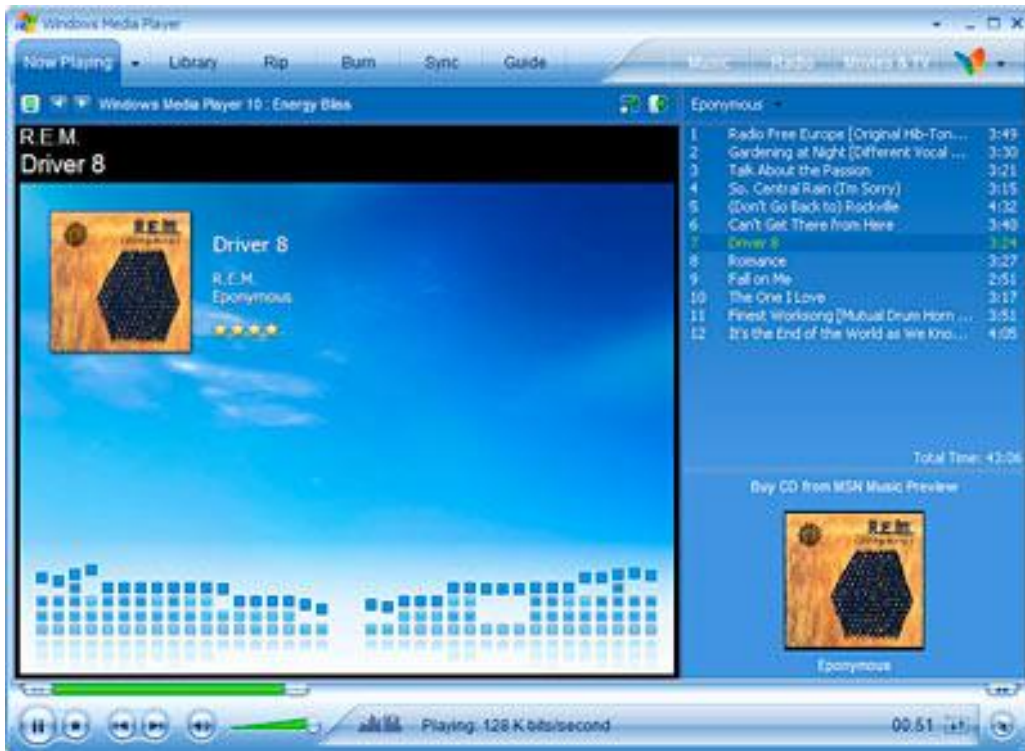 Windows Media Player
Now Playing Library Rip Burn Sync Guide Music Radio Movies & TV
Windows Media Player 10 : Energy Bliss
Eponymous
R.E.M.
Driver 8
R.E.M.
Driver 8
R.E.M.
Eponymous
1 Radio Free Europe [Original Hib-Ton... 3:49
2 Gardening at Night [Different Vocal ... 3:30
3 Talk About the Passion 3:21
4 So. Central Rain (I'm Sorry) 3:15
5 (Don't Go Back to) Rockville 4:32
6 Can't Get There from Here 3:40
7 Driver 8 3:24
8 Romance 3:27
9 Fall on Me 2:51
10 The One I Love 3:17
11 Finest Worksong [Mutual Drum Horn ... 3:51
12 It's the End of the World as We Kno... 4:05
Total Time: 43:06
Buy CD from MSN Music Preview
R.E.M.
Eponymous
Playing: 128 K bits/second 00:51